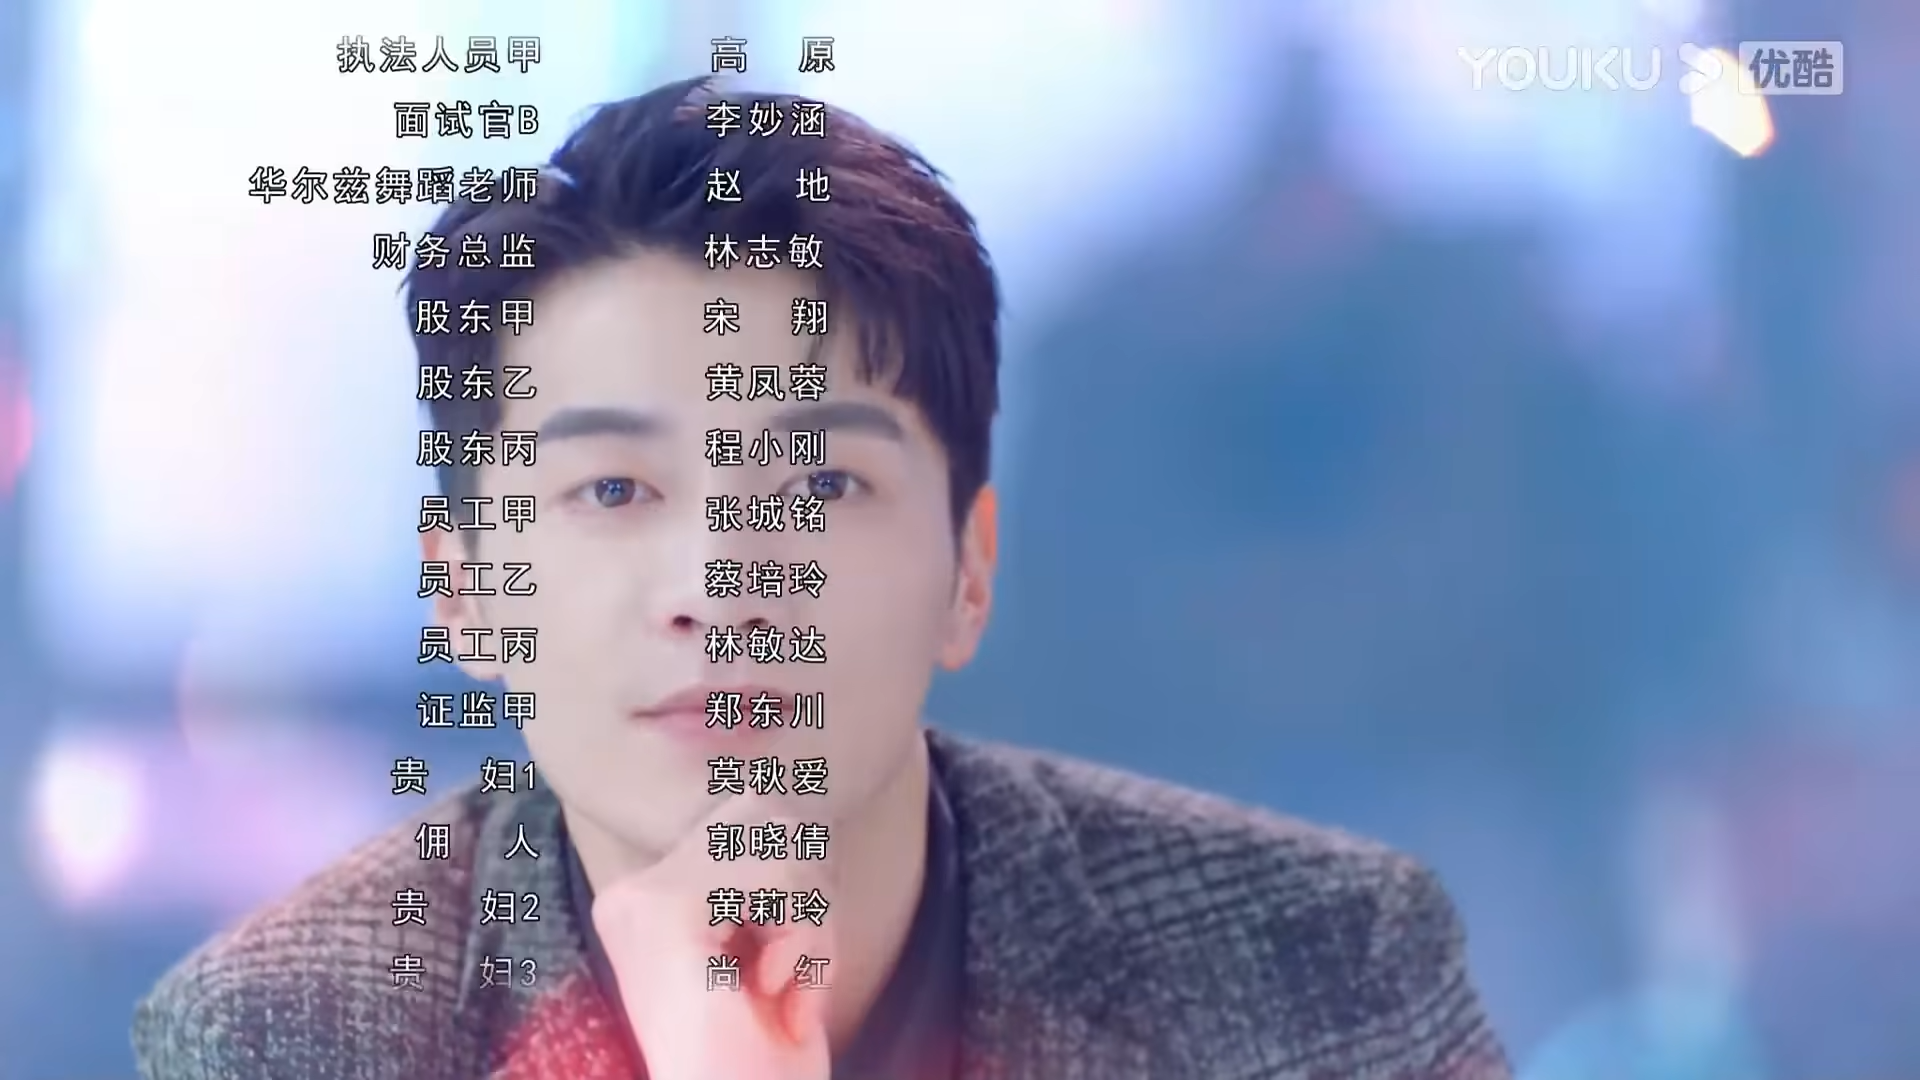 YOUKU 优酷
执法人员甲 高原
面试官B 李妙涵
华尔兹舞蹈老师 赵地
财务总监 林志敏
股东甲 宋翔
股东乙 黄凤蓉
股东丙 程小刚
员工甲 张城铭
员工乙 蔡培玲
员工丙 林敏达
证监甲 郑东川
贵妇1 莫秋爱
佣人 郭晓倩
贵妇2 黄莉玲
贵妇3 尚红